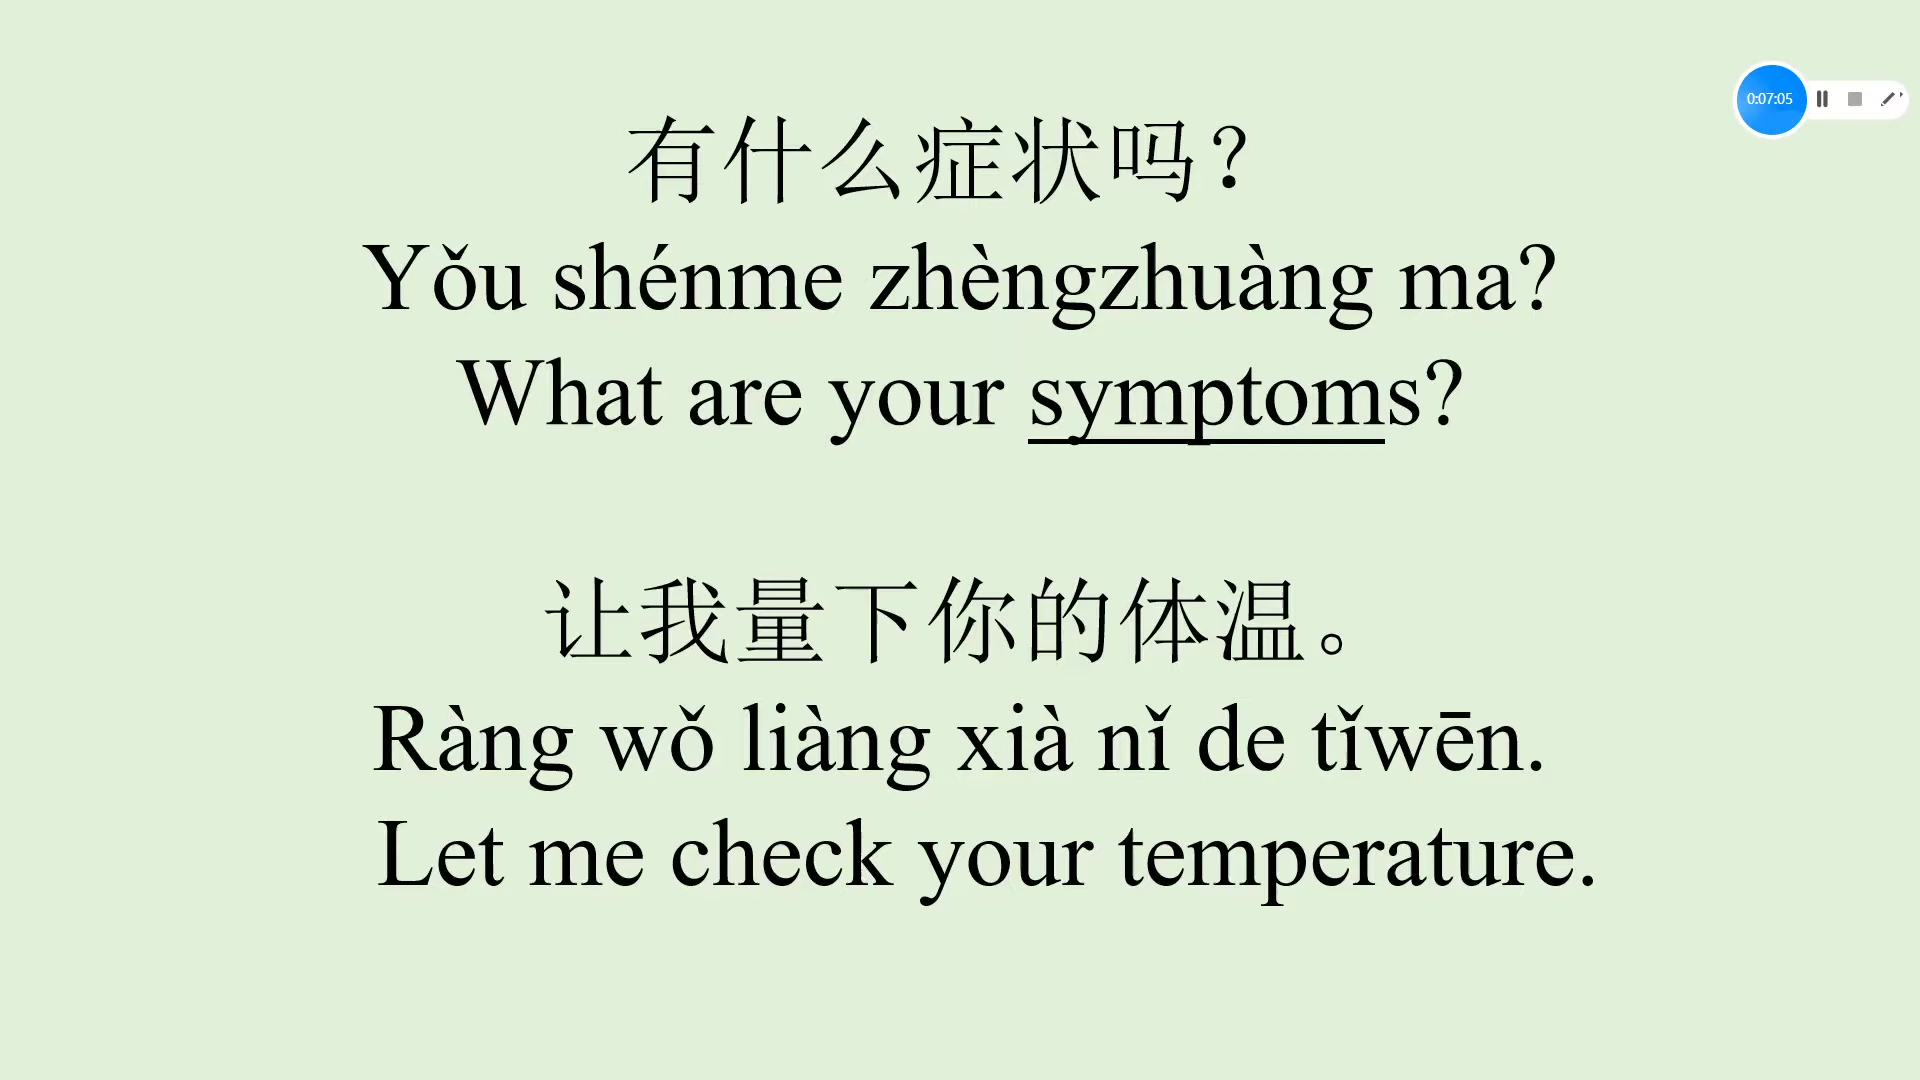 0:07:05
有什么症状吗？
Yǒu shénme zhèngzhuàng ma?
What are your symptoms?
让我量下你的体温。
Ràng wǒ liàng xià nǐ de tǐwēn.
Let me check your temperature.